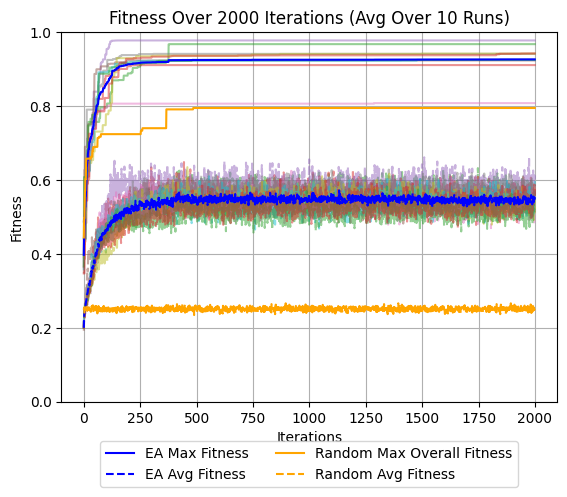 Fitness Over 2000 Iterations (Avg Over 10 Runs)
1.0
0.8
0.6
0.4
0.2
0.0
Fitness
0 250 500 750 1000 1250 1500 1750 2000
Iterations
EA Max Fitness
EA Avg Fitness
Random Max Overall Fitness
Random Avg Fitness